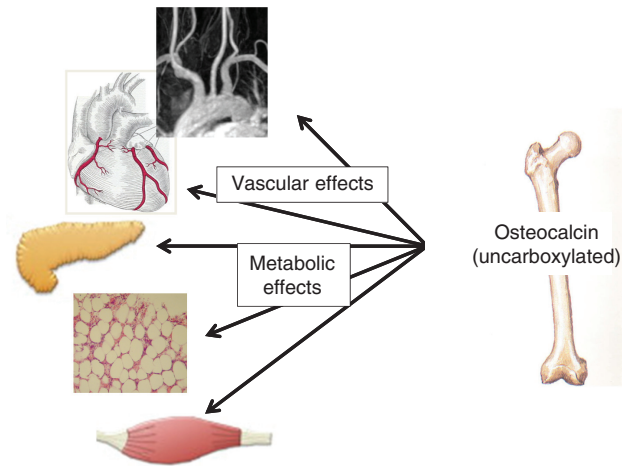 Vascular effects
Metabolic
effects
Osteocalcin
(uncarboxylated)